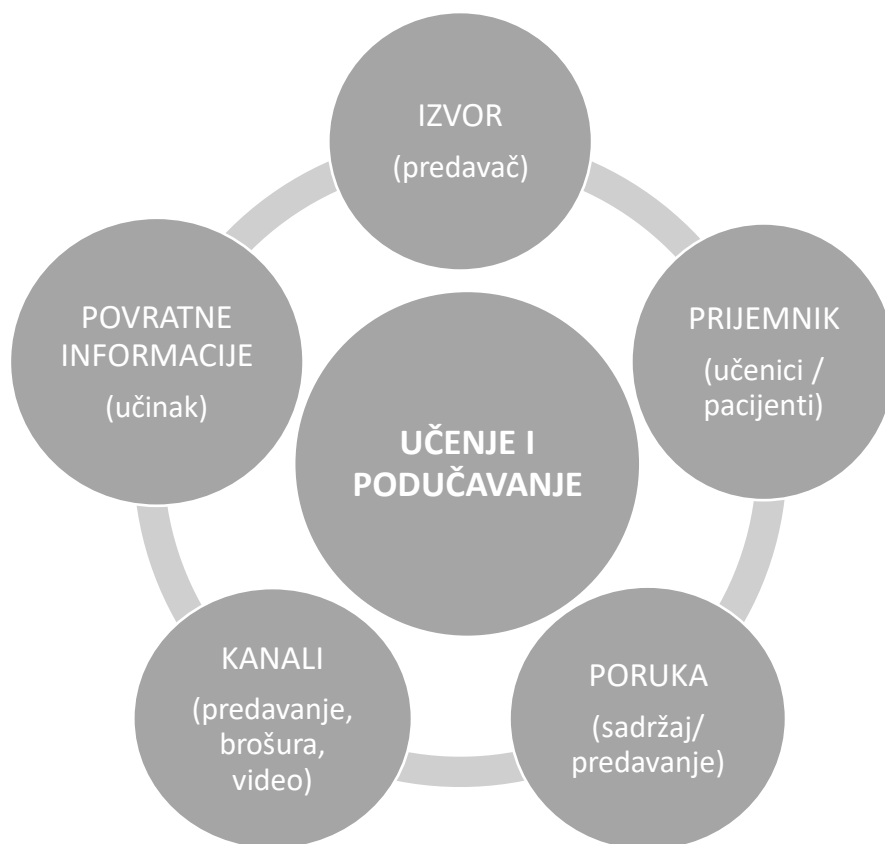 IZVOR
(predavač)
PRIJEMNIK
(učenici /
pacijenti)
PORUKA
(sadržaj/
predavanje)
KANALI
(predavanje,
brošura,
video)
POVRATNE
INFORMACIJE
(učinak)
UČENJE I
PODUČAVANJE